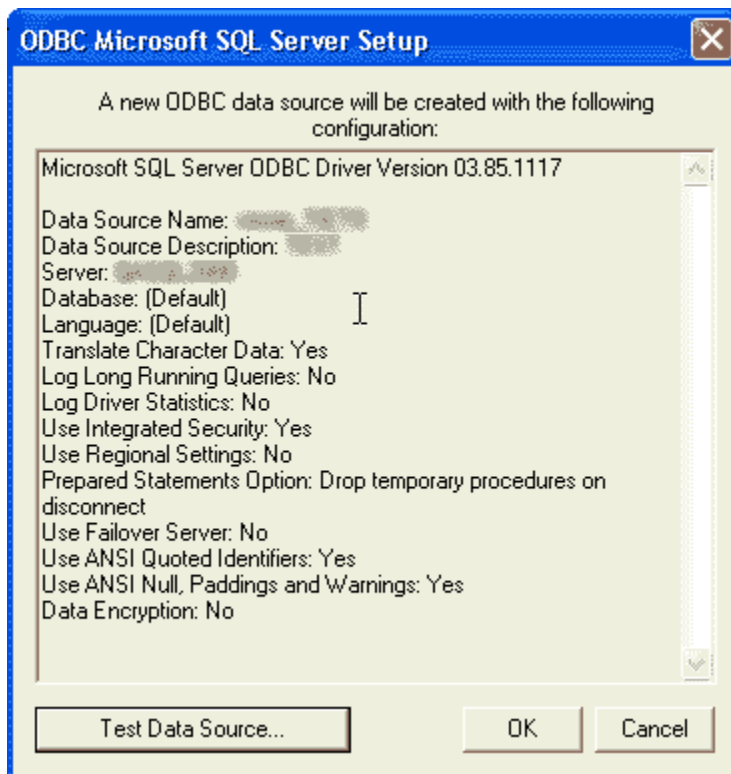 ODBC Microsoft SQL Server Setup
A new ODBC data source will be created with the following
configuration:
Microsoft SQL Server ODBC Driver Version 03.85.1117
Data Source Name:
Data Source Description:
Server:
Database: (Default)
Language: (Default)
Translate Character Data: Yes
Log Long Running Queries: No
Log Driver Statistics: No
Use Integrated Security: Yes
Use Regional Settings: No
Prepared Statements Option: Drop temporary procedures on
disconnect
Use Failover Server: No
Use ANSI Quoted Identifiers: Yes
Use ANSI Null, Paddings and Warnings: Yes
Data Encryption: No
Test Data Source... OK Cancel